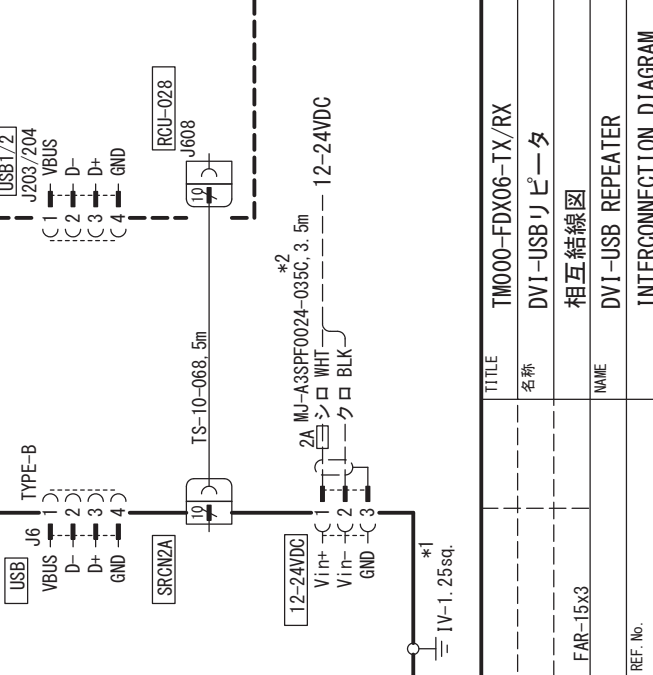 USB1/2
J203/204
1 VBUS
2 D-
3 D+
4 GND
RCU-028
J608
10
7
TS-10-068, 5m
USB
J6
TYPE-B
VBUS 1
D- 2
D+ 3
GND 4
SRCN2A
10
7
12-24VDC
Vin+ 1
Vin- 2
GND 3
2A
*2
MJ-A3SPF0024-035C, 3. 5m
シロ WHT
クロ BLK
12-24VDC
*1
IV-1. 25sq.
TITLE
TM000-FDX06-TX/RX
名称
DVI-USBリピータ
相互結線図
FAR-15x3
NAME
DVI-USB REPEATER
REF. No.
INTERCONNECTION DIAGRAM